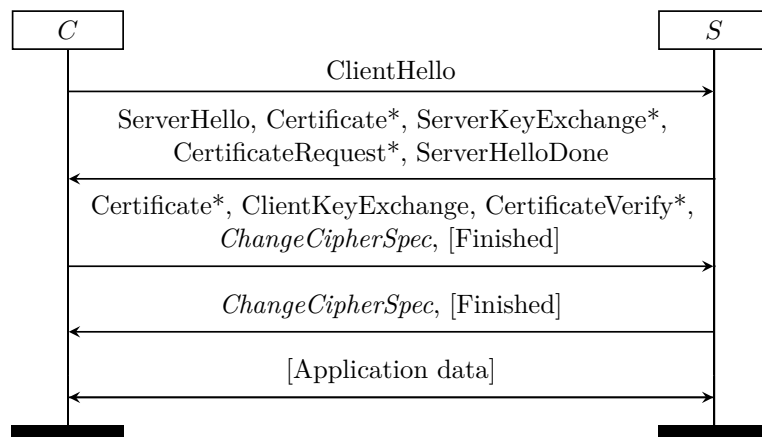 C
S
ClientHello
ServerHello, Certificate*, ServerKeyExchange*,
CertificateRequest*, ServerHelloDone
Certificate*, ClientKeyExchange, CertificateVerify*,
ChangeCipherSpec, [Finished]
ChangeCipherSpec, [Finished]
[Application data]